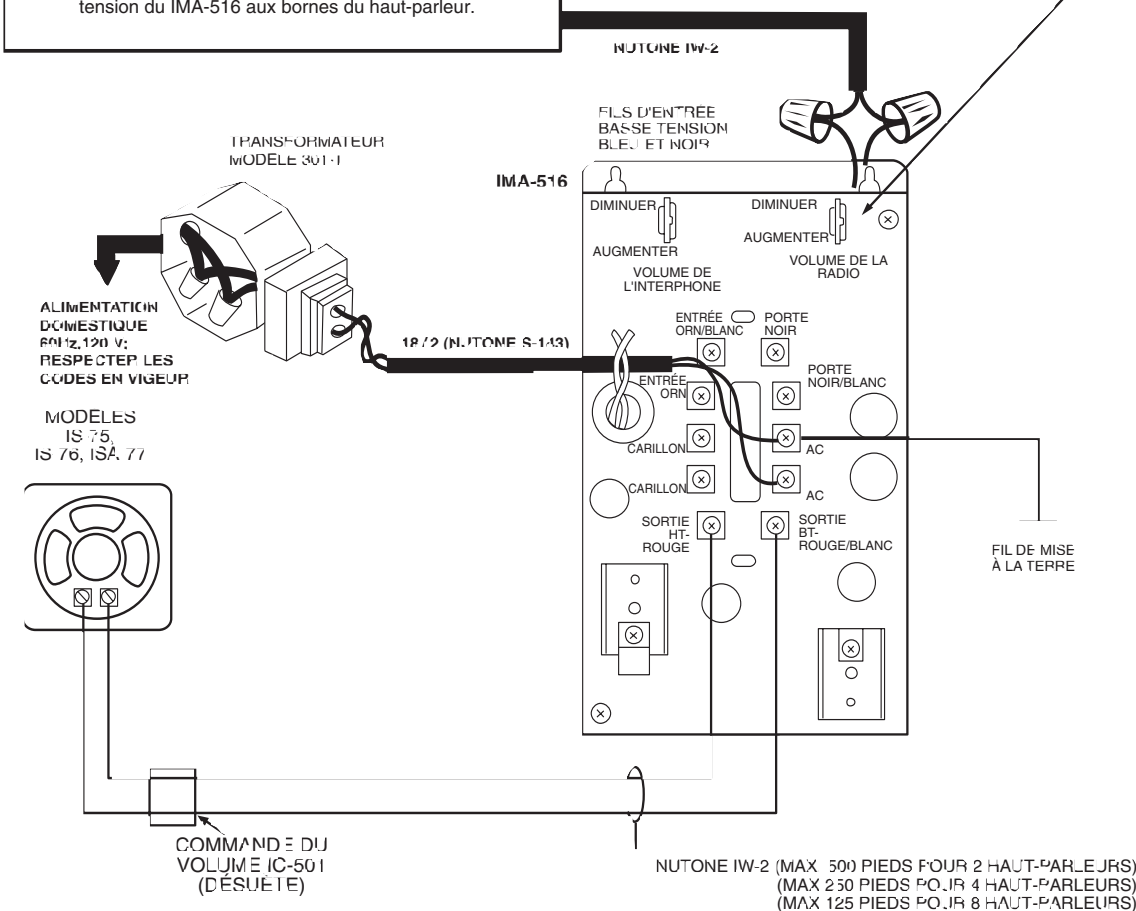 tension du IMA-516 aux bornes du haut-parleur.
NUTONE IW-2
FILS D'ENTRÉE
BASSE TENSION
BLEU ET NOIR
TRANSFORMATEUR
MODÈLE 301-T
IMA-516
DIMINUER
AUGMENTER
VOLUME DE
L'INTERPHONE
DIMINUER
AUGMENTER
VOLUME DE LA
RADIO
ALIMENTATION
DOMESTIQUE
60Hz, 120 V;
RESPECTER LES
CODES EN VIGEUR
18/2 (NUTONE S-143)
ENTRÉE
ORN/BLANC
PORTE
NOIR
ENTRÉE
ORN
PORTE
NOIR/BLANC
CARILLON
AC
CARILLON
AC
SORTIE
HT-
ROUGE
SORTIE
BT-
ROUGE/BLANC
MODÈLES
IS 75,
IS 76, ISA 77
FIL DE MISE
À LA TERRE
COMMANDE DU
VOLUME IC-501
(DÉSUÈTE)
NUTONE IW-2 (MAX. 500 PIEDS POUR 2 HAUT-PARLEURS)
(MAX 250 PIEDS POUR 4 HAUT-PARLEURS)
(MAX 125 PIEDS POUR 8 HAUT-PARLEURS)